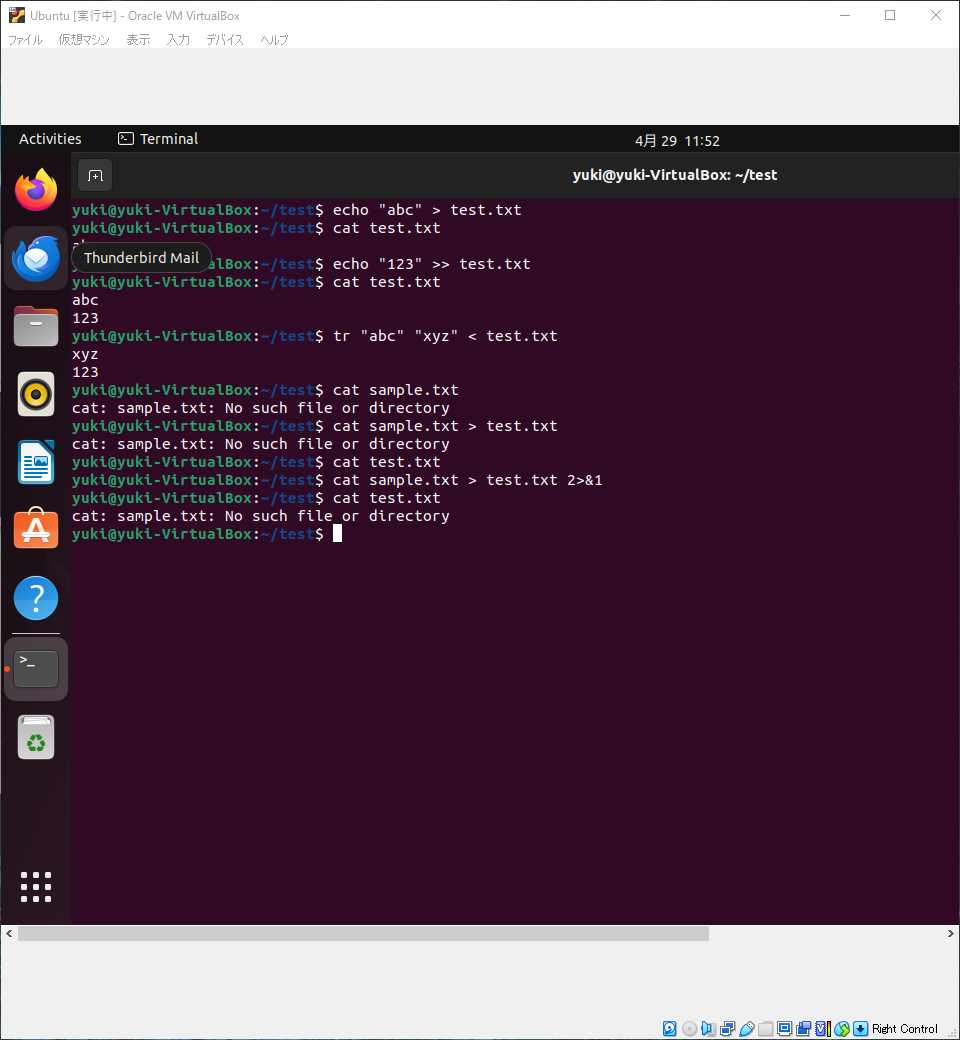 Ubuntu [実行中] - Oracle VM VirtualBox
ファイル 仮想マシン 表示 入力 デバイス ヘルプ
Activities Terminal 4月 29 11:52
yuki@yuki-VirtualBox: ~/test
yuki@yuki-VirtualBox:~/test$ echo "abc" > test.txt
yuki@yuki-VirtualBox:~/test$ cat test.txt
Thunderbird Mail
alBox:~/test$ echo "123" >> test.txt
yuki@yuki-VirtualBox:~/test$ cat test.txt
abc
123
yuki@yuki-VirtualBox:~/test$ tr "abc" "xyz" < test.txt
xyz
123
yuki@yuki-VirtualBox:~/test$ cat sample.txt
cat: sample.txt: No such file or directory
yuki@yuki-VirtualBox:~/test$ cat sample.txt > test.txt
cat: sample.txt: No such file or directory
yuki@yuki-VirtualBox:~/test$ cat test.txt
yuki@yuki-VirtualBox:~/test$ cat sample.txt > test.txt 2>&1
yuki@yuki-VirtualBox:~/test$ cat test.txt
cat: sample.txt: No such file or directory
yuki@yuki-VirtualBox:~/test$
Right Control